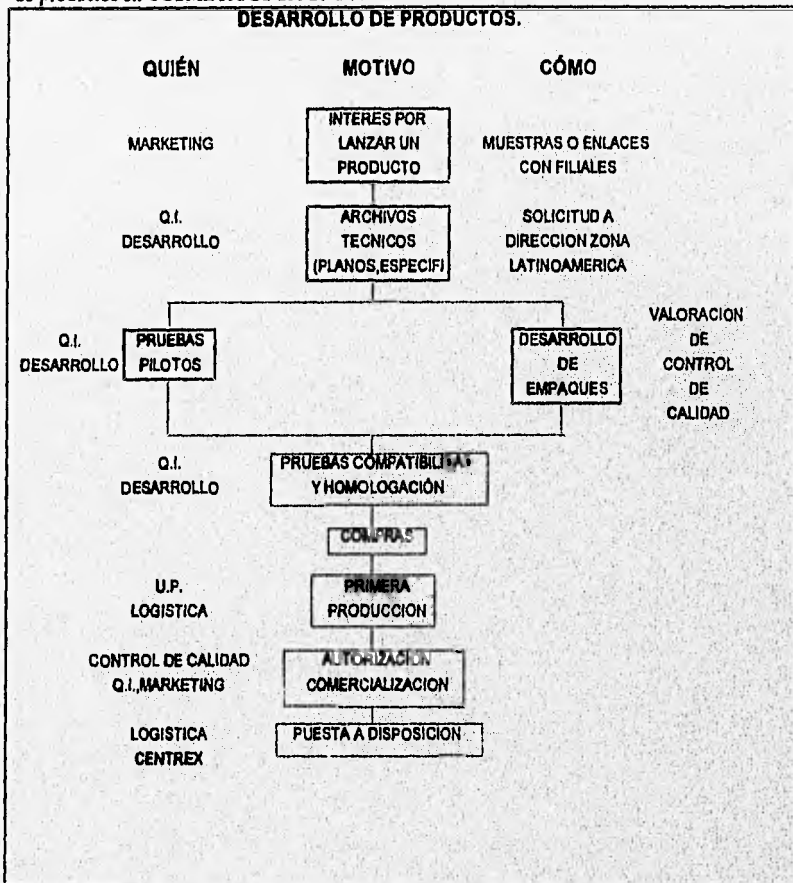 DESARROLLO DE PRODUCTOS.
QUIÉN MOTIVO CÓMO
MARKETING
INTERES POR
LANZAR UN
PRODUCTO
MUESTRAS O ENLACES
CON FILIALES
Q.I.
DESARROLLO
ARCHIVOS
TECNICOS
(PLANOS,ESPECIFI
SOLICITUD A
DIRECCION ZONA
LATINOAMERICA
Q.I.
DESARROLLO
PRUEBAS
PILOTOS
DESARROLLO
DE
EMPAQUES
VALORACION
DE
CONTROL
DE
CALIDAD
Q.I.
DESARROLLO
PRUEBAS
Y HOMOLOGACIÓN
COMPRAS
U.P.
LOGISTICA
PRIMERA
PRODUCCION
CONTROL DE CALIDAD
Q.I.,MARKETING
AUTORIZACION
COMERCIALIZACION
LOGISTICA
CENTREX
PUESTA A DISPOSICION